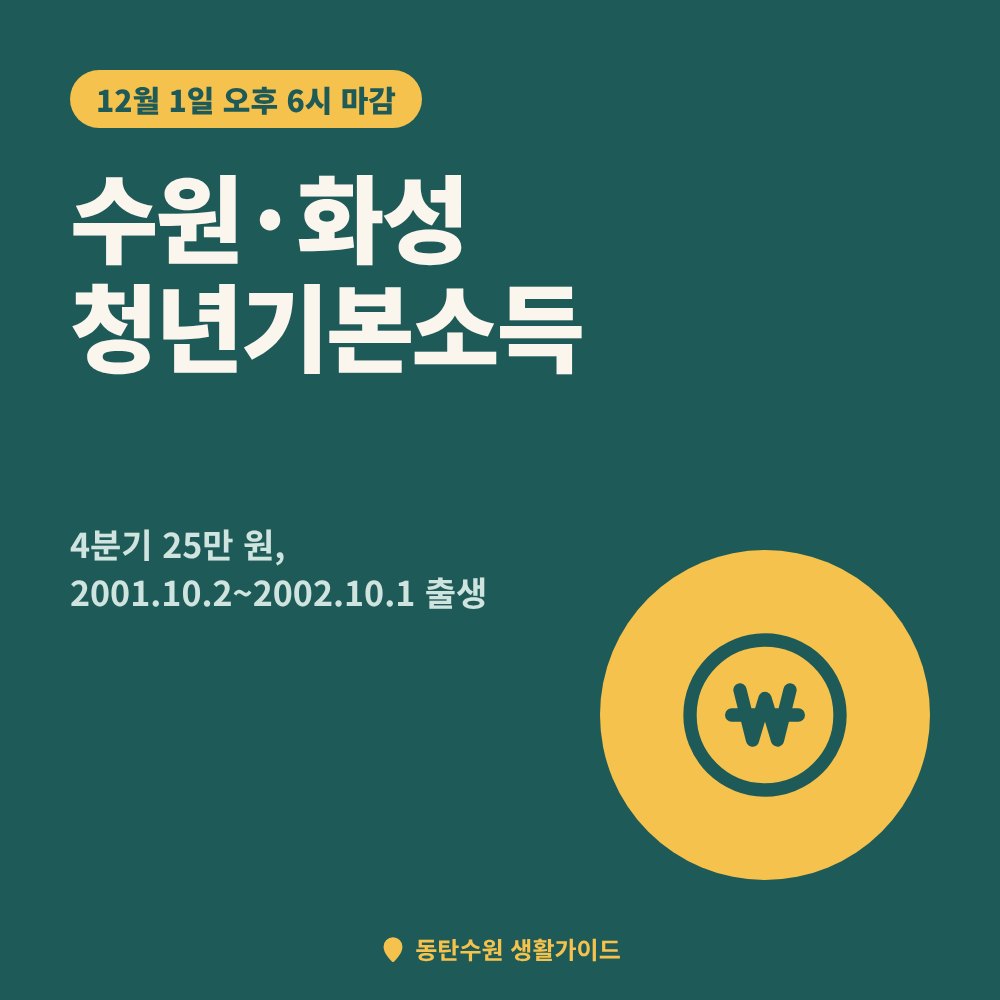 12월 1일 오후 6시 마감
수원·화성
청년기본소득
4분기 25만 원,
2001.10.2~2002.10.1 출생
₩
동탄수원 생활가이드